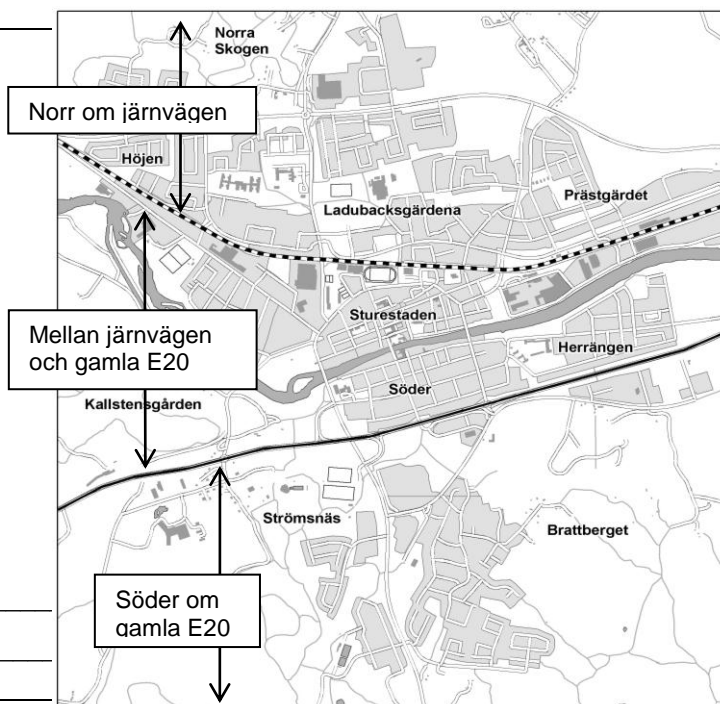 Norra
Skogen
Norr om järnvägen
Höjen
Prästgärdet
Ladubacksgärdena
Sturestaden
Mellan järnvägen
och gamla E20
Herrängen
Söder
Kallstensgården
Strömsnäs
Brattberget
Söder om
gamla E20